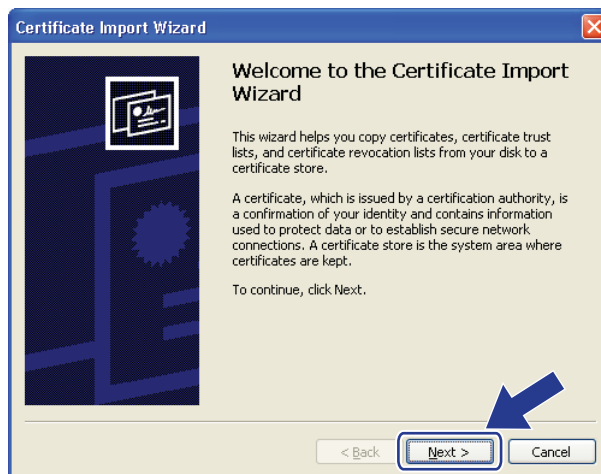 Certificate Import Wizard
Welcome to the Certificate Import
Wizard
This wizard helps you copy certificates, certificate trust
lists, and certificate revocation lists from your disk to a
certificate store.
A certificate, which is issued by a certification authority, is
a confirmation of your identity and contains information
used to protect data or to establish secure network
connections. A certificate store is the system area where
certificates are kept.
To continue, click Next.
< Back
Next >
Cancel